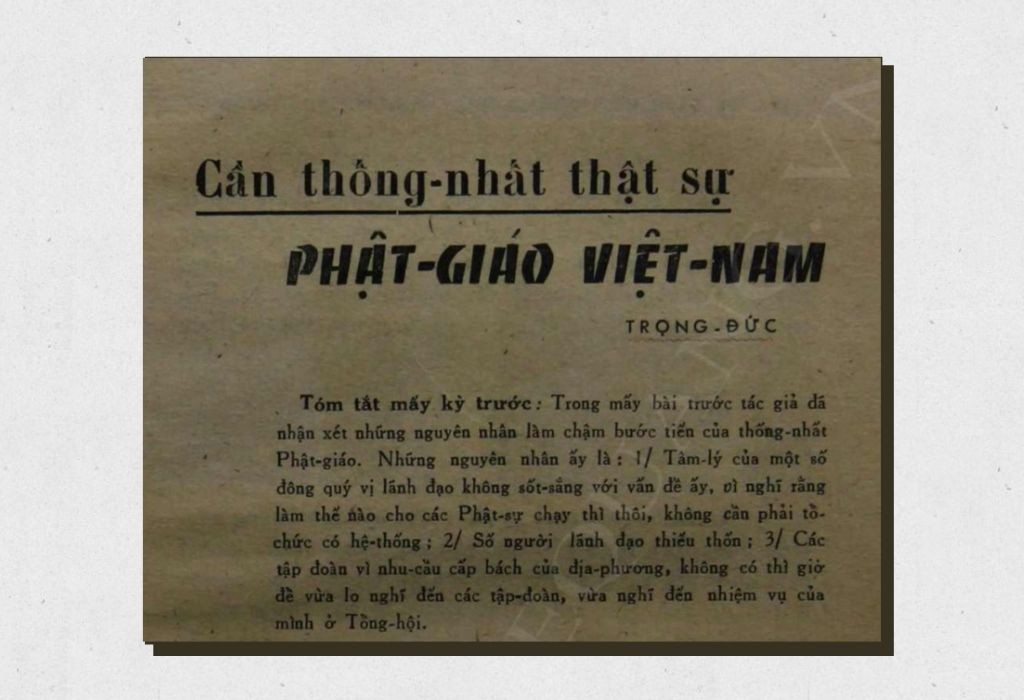 Cần thống-nhất thật sự
PHẬT-GIÁO VIỆT-NAM
TRỌNG-ĐỨC
Tóm tắt mấy kỳ trước: Trong mấy bài trước tác giả đã
nhận xét những nguyên nhân làm chậm bước tiến của thống-nhất
Phật-giáo. Những nguyên nhân ấy là: 1/ Tâm-lý của một số
đông quý vị lãnh đạo không sốt-sắng với vấn đề ấy, vì nghĩ rằng
làm thế nào cho các Phật-sự chạy thì thôi, không cần phải tổ-
chức có hệ-thống; 2/ Số người lãnh đạo thiếu thốn; 3/ Các
tập đoàn vì nhu-cầu cấp bách của địa-phương, không có thì giờ
để vừa lo nghĩ đến các tập-đoàn, vừa nghĩ đến nhiệm vụ của
mình ở Tổng-hội.